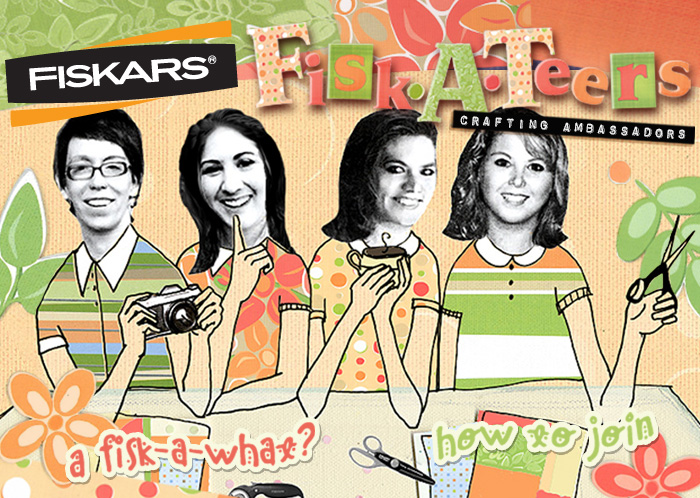 FISKARS®
Fisk·A·Teers
CRAFTING AMBASSADORS
a fisk-a-what?
how to join